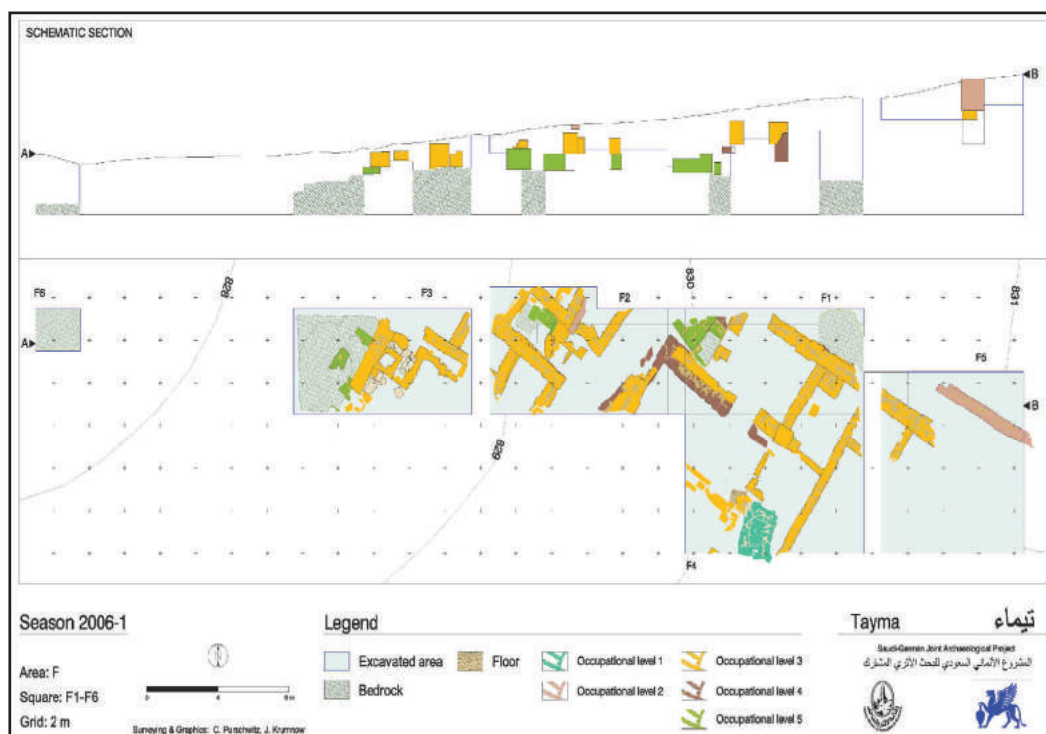 SCHEMATIC SECTION
A
B
F6
828
F3
F2
830
F1
831
A
F5
B
829
F4
Season 2006-1
Area: F
Square: F1-F6
Grid: 2 m
Surveying & Graphics: C. Purschwitz, J. Krumnow
Legend
Excavated area
Floor
Bedrock
Occupational level 1
Occupational level 2
Occupational level 3
Occupational level 4
Occupational level 5
Tayma تيماء
Saudi-German Joint Archaeological Project
المشروع الألماني السعودي للبحث الأثري المشترك